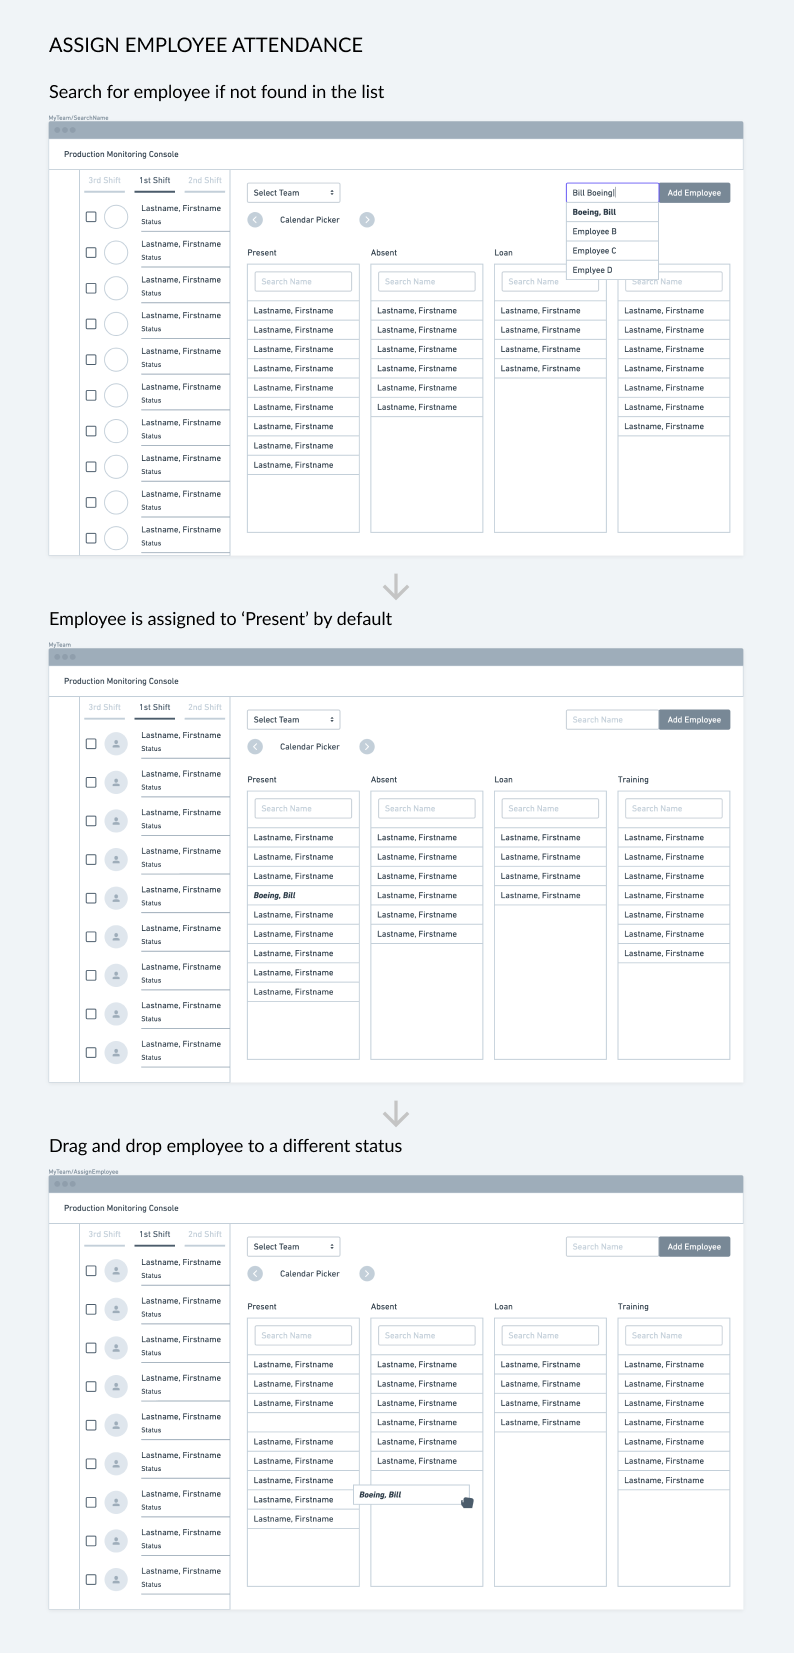 ASSIGN EMPLOYEE ATTENDANCE
Search for employee if not found in the list
MyTeam/SearchName
Production Monitoring Console
3rd Shift 1st Shift 2nd Shift
Select Team
Bill Boeing
Add Employee
Calendar Picker
Boeing, Bill
Employee B
Employee C
Emplyee D
Lastname, Firstname
Status
Lastname, Firstname
Status
Lastname, Firstname
Status
Lastname, Firstname
Status
Lastname, Firstname
Status
Lastname, Firstname
Status
Lastname, Firstname
Status
Lastname, Firstname
Status
Lastname, Firstname
Status
Lastname, Firstname
Status
Present
Search Name
Lastname, Firstname
Lastname, Firstname
Lastname, Firstname
Lastname, Firstname
Lastname, Firstname
Lastname, Firstname
Lastname, Firstname
Lastname, Firstname
Lastname, Firstname
Absent
Search Name
Lastname, Firstname
Lastname, Firstname
Lastname, Firstname
Lastname, Firstname
Lastname, Firstname
Lastname, Firstname
Loan
Search Name
Lastname, Firstname
Lastname, Firstname
Lastname, Firstname
Lastname, Firstname
Search Name
Lastname, Firstname
Lastname, Firstname
Lastname, Firstname
Lastname, Firstname
Lastname, Firstname
Lastname, Firstname
Lastname, Firstname
Employee is assigned to ‘Present’ by default
MyTeam
Production Monitoring Console
3rd Shift 1st Shift 2nd Shift
Select Team
Search Name
Add Employee
Calendar Picker
Lastname, Firstname
Status
Lastname, Firstname
Status
Lastname, Firstname
Status
Lastname, Firstname
Status
Lastname, Firstname
Status
Lastname, Firstname
Status
Lastname, Firstname
Status
Lastname, Firstname
Status
Lastname, Firstname
Status
Present
Search Name
Lastname, Firstname
Lastname, Firstname
Lastname, Firstname
Boeing, Bill
Lastname, Firstname
Lastname, Firstname
Lastname, Firstname
Lastname, Firstname
Lastname, Firstname
Absent
Search Name
Lastname, Firstname
Lastname, Firstname
Lastname, Firstname
Lastname, Firstname
Lastname, Firstname
Lastname, Firstname
Loan
Search Name
Lastname, Firstname
Lastname, Firstname
Lastname, Firstname
Lastname, Firstname
Training
Search Name
Lastname, Firstname
Lastname, Firstname
Lastname, Firstname
Lastname, Firstname
Lastname, Firstname
Lastname, Firstname
Lastname, Firstname
Drag and drop employee to a different status
MyTeam/AssignEmployee
Production Monitoring Console
3rd Shift 1st Shift 2nd Shift
Select Team
Search Name
Add Employee
Calendar Picker
Lastname, Firstname
Status
Lastname, Firstname
Status
Lastname, Firstname
Status
Lastname, Firstname
Status
Lastname, Firstname
Status
Lastname, Firstname
Status
Lastname, Firstname
Status
Lastname, Firstname
Status
Lastname, Firstname
Status
Present
Search Name
Lastname, Firstname
Lastname, Firstname
Lastname, Firstname
Lastname, Firstname
Lastname, Firstname
Lastname, Firstname
Lastname, Firstname
Lastname, Firstname
Absent
Search Name
Lastname, Firstname
Lastname, Firstname
Lastname, Firstname
Lastname, Firstname
Lastname, Firstname
Lastname, Firstname
Boeing, Bill
Loan
Search Name
Lastname, Firstname
Lastname, Firstname
Lastname, Firstname
Lastname, Firstname
Training
Search Name
Lastname, Firstname
Lastname, Firstname
Lastname, Firstname
Lastname, Firstname
Lastname, Firstname
Lastname, Firstname
Lastname, Firstname